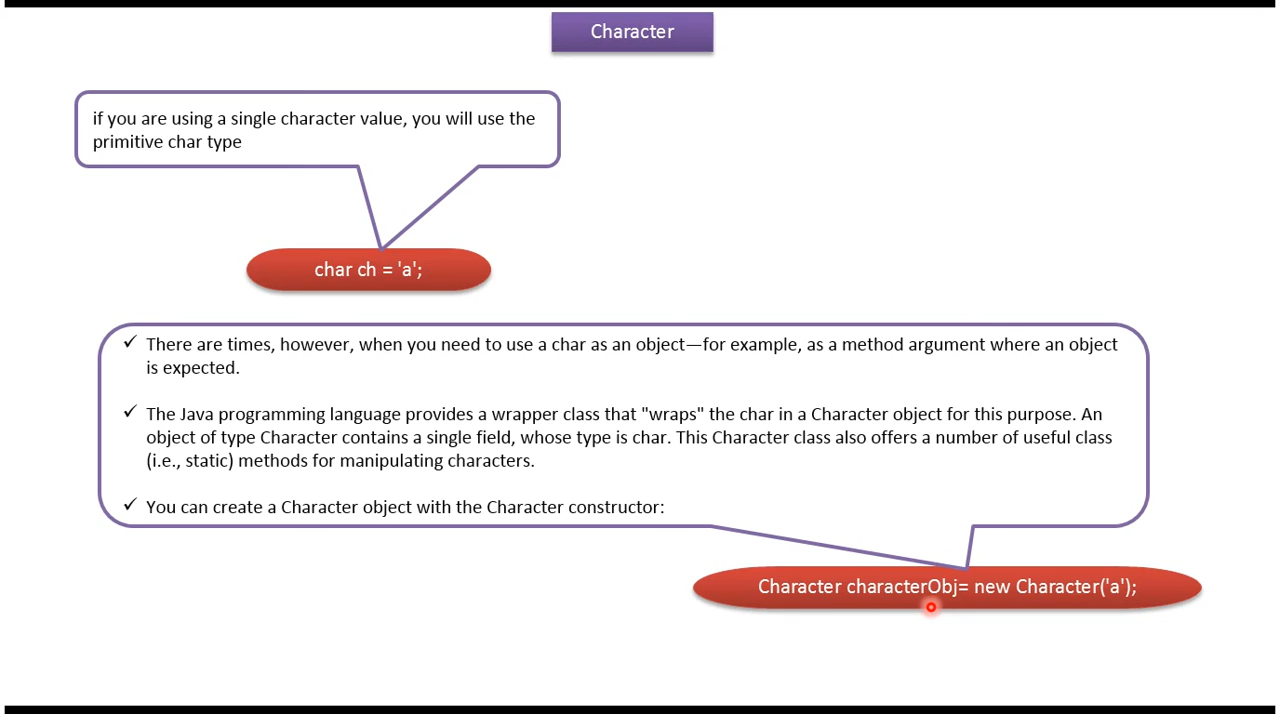 Character
if you are using a single character value, you will use the
primitive char type
char ch = 'a';
✓ There are times, however, when you need to use a char as an object—for example, as a method argument where an object
is expected.
✓ The Java programming language provides a wrapper class that "wraps" the char in a Character object for this purpose. An
object of type Character contains a single field, whose type is char. This Character class also offers a number of useful class
(i.e., static) methods for manipulating characters.
✓ You can create a Character object with the Character constructor:
Character characterObj= new Character('a');